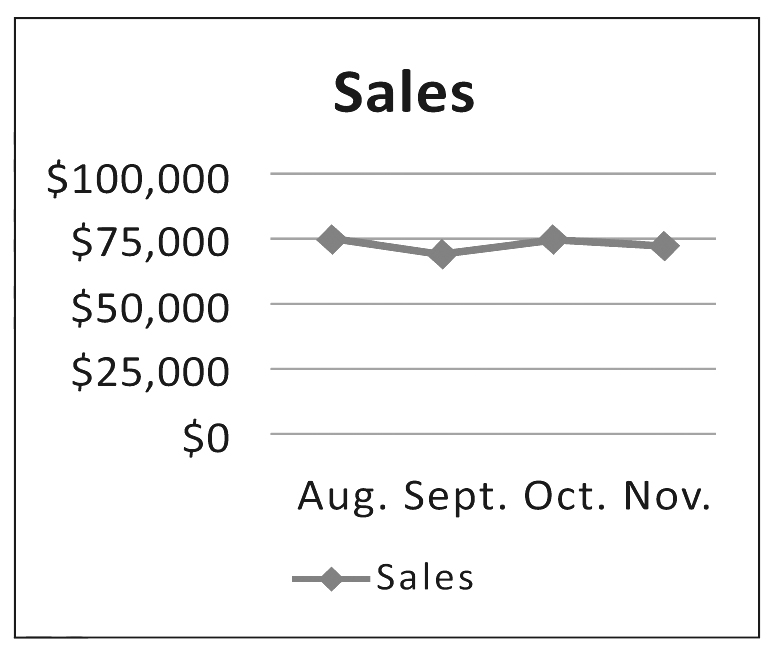 Sales
$100,000
$75,000
$50,000
$25,000
$0
Aug. Sept. Oct. Nov.
Sales